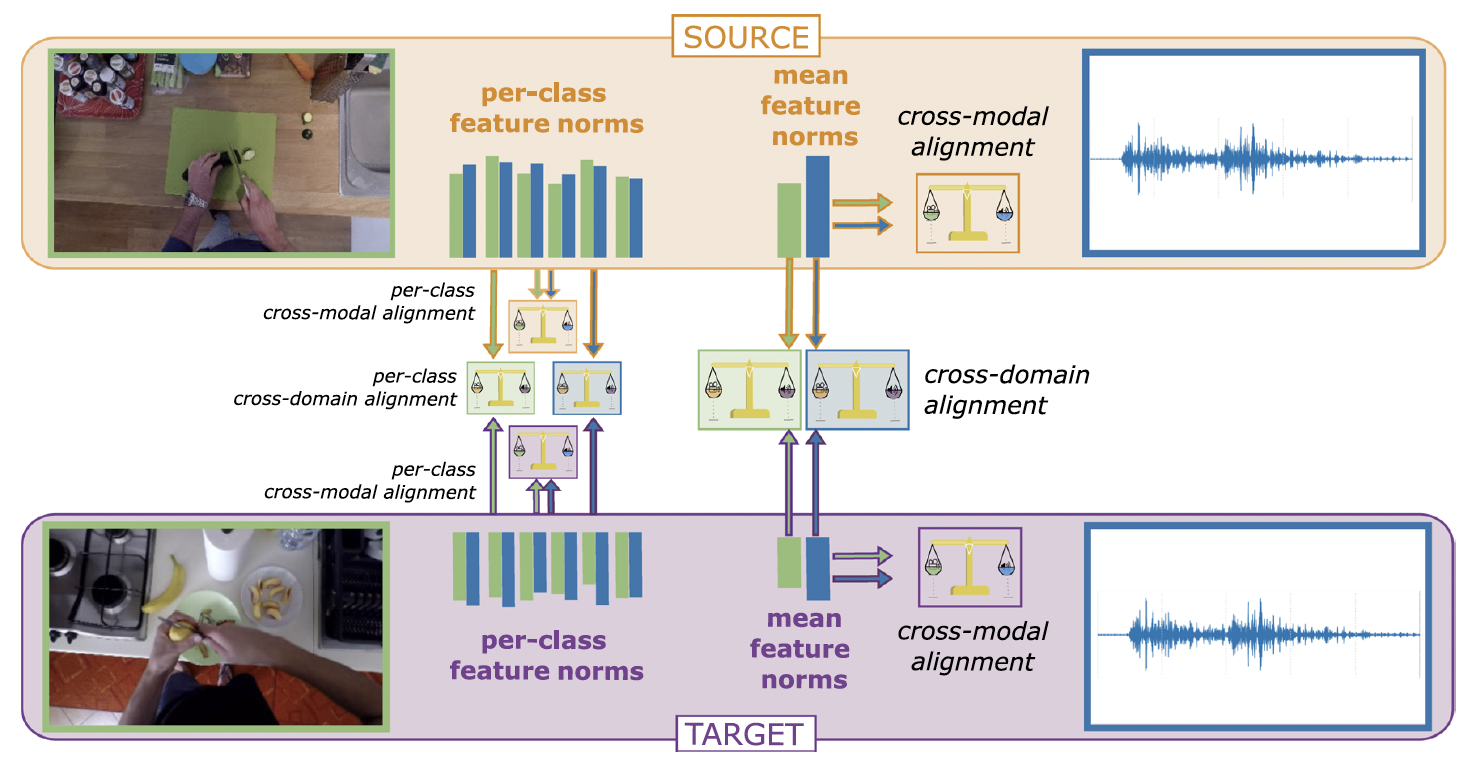 SOURCE
per-class
feature norms
mean
feature
norms
cross-modal
alignment
per-class
cross-modal alignment
per-class
cross-domain alignment
cross-domain
alignment
per-class
cross-modal alignment
per-class
feature norms
mean
feature
norms
cross-modal
alignment
TARGET